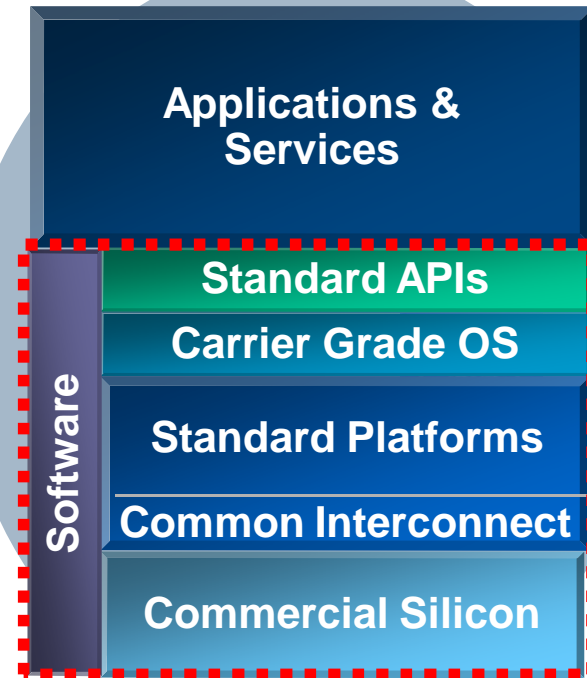 Applications &
Services
Standard APIs
Carrier Grade OS
Software
Standard Platforms
Common Interconnect
Commercial Silicon